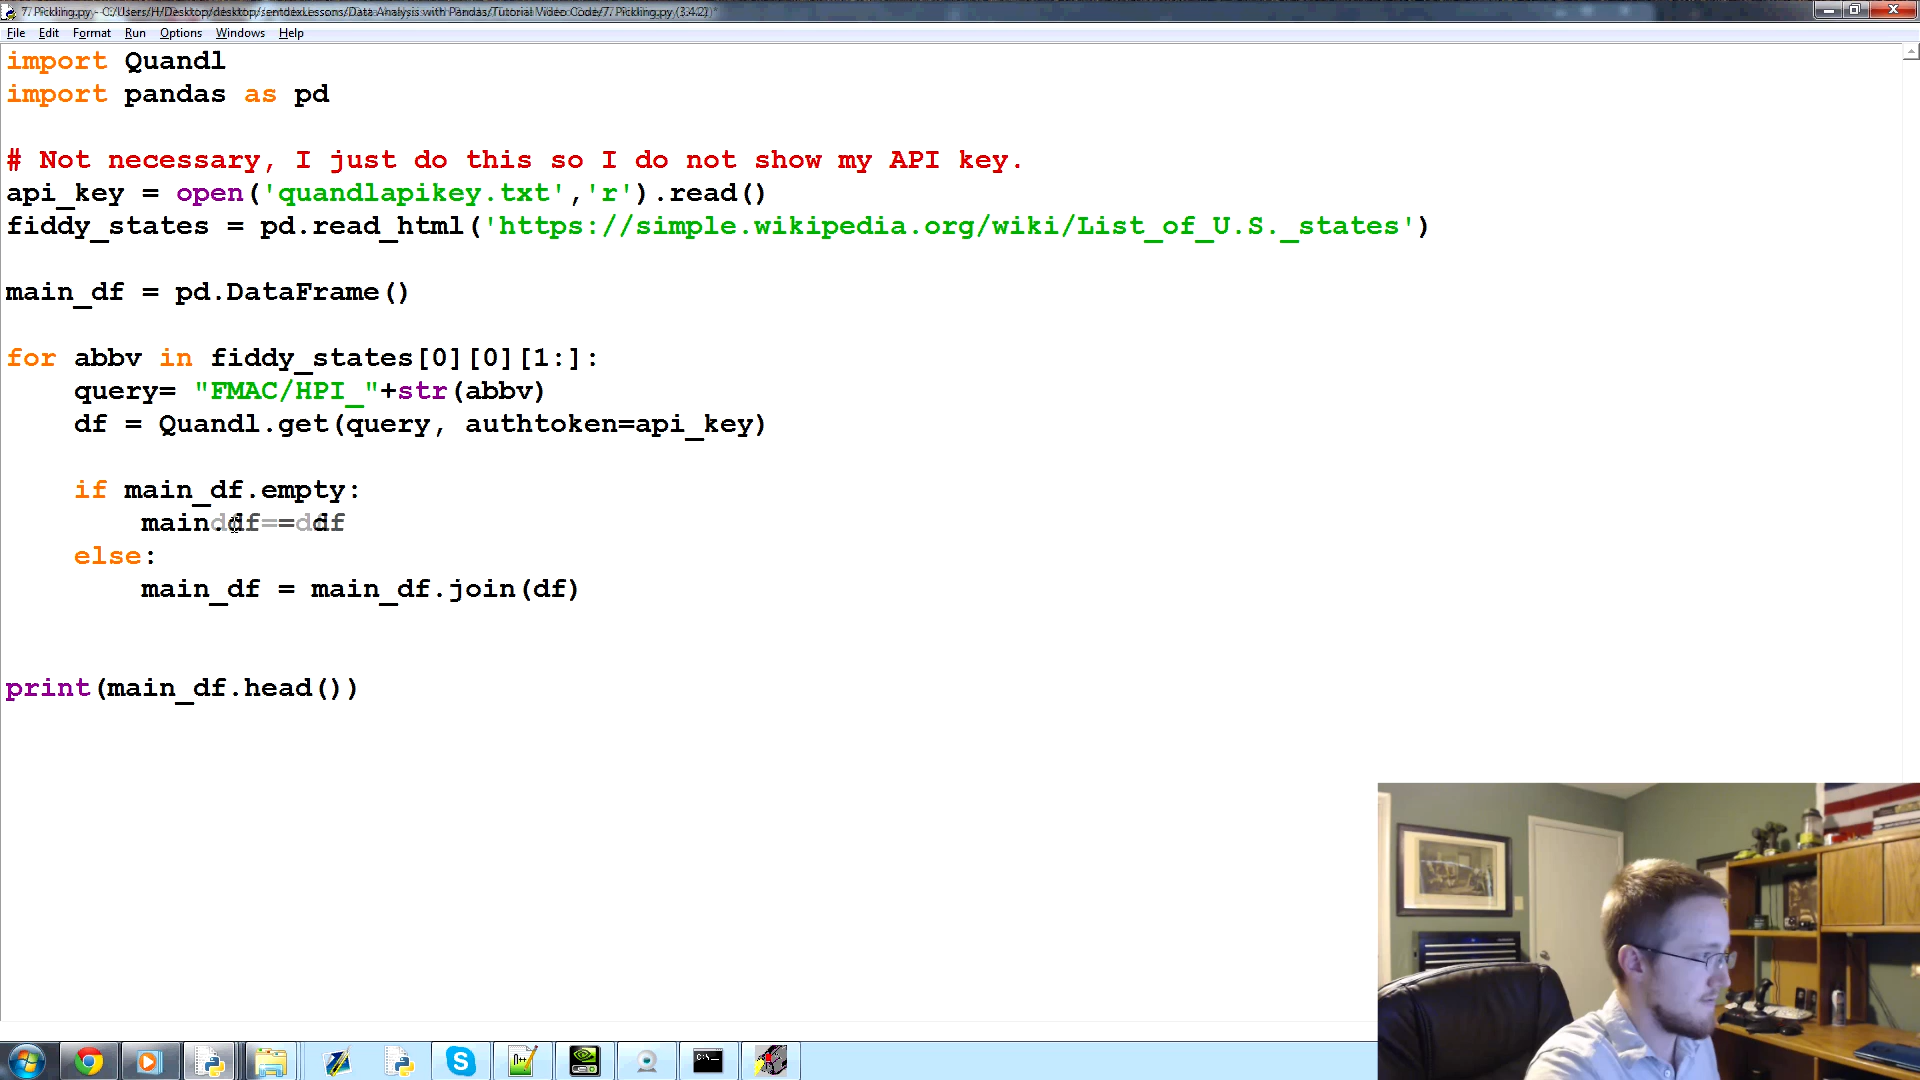 7. Pickling.py - C:/Users/H/Desktop/desktop/sentdexLessons/Data Analysis with Pandas/Tutorial Video Code/7. Pickling.py (3.4.2)*
File Edit Format Run Options Windows Help
import Quandl
import pandas as pd
# Not necessary, I just do this so I do not show my API key.
api_key = open('quandlapikey.txt','r').read()
fiddy_states = pd.read_html('https://simple.wikipedia.org/wiki/List_of_U.S._states')
main_df = pd.DataFrame()
for abbv in fiddy_states[0][0][1:]:
query= "FMAC/HPI_"+str(abbv)
df = Quandl.get(query, authtoken=api_key)
if main_df.empty:
else:
main_df = main_df.join(df)
print(main_df.head())